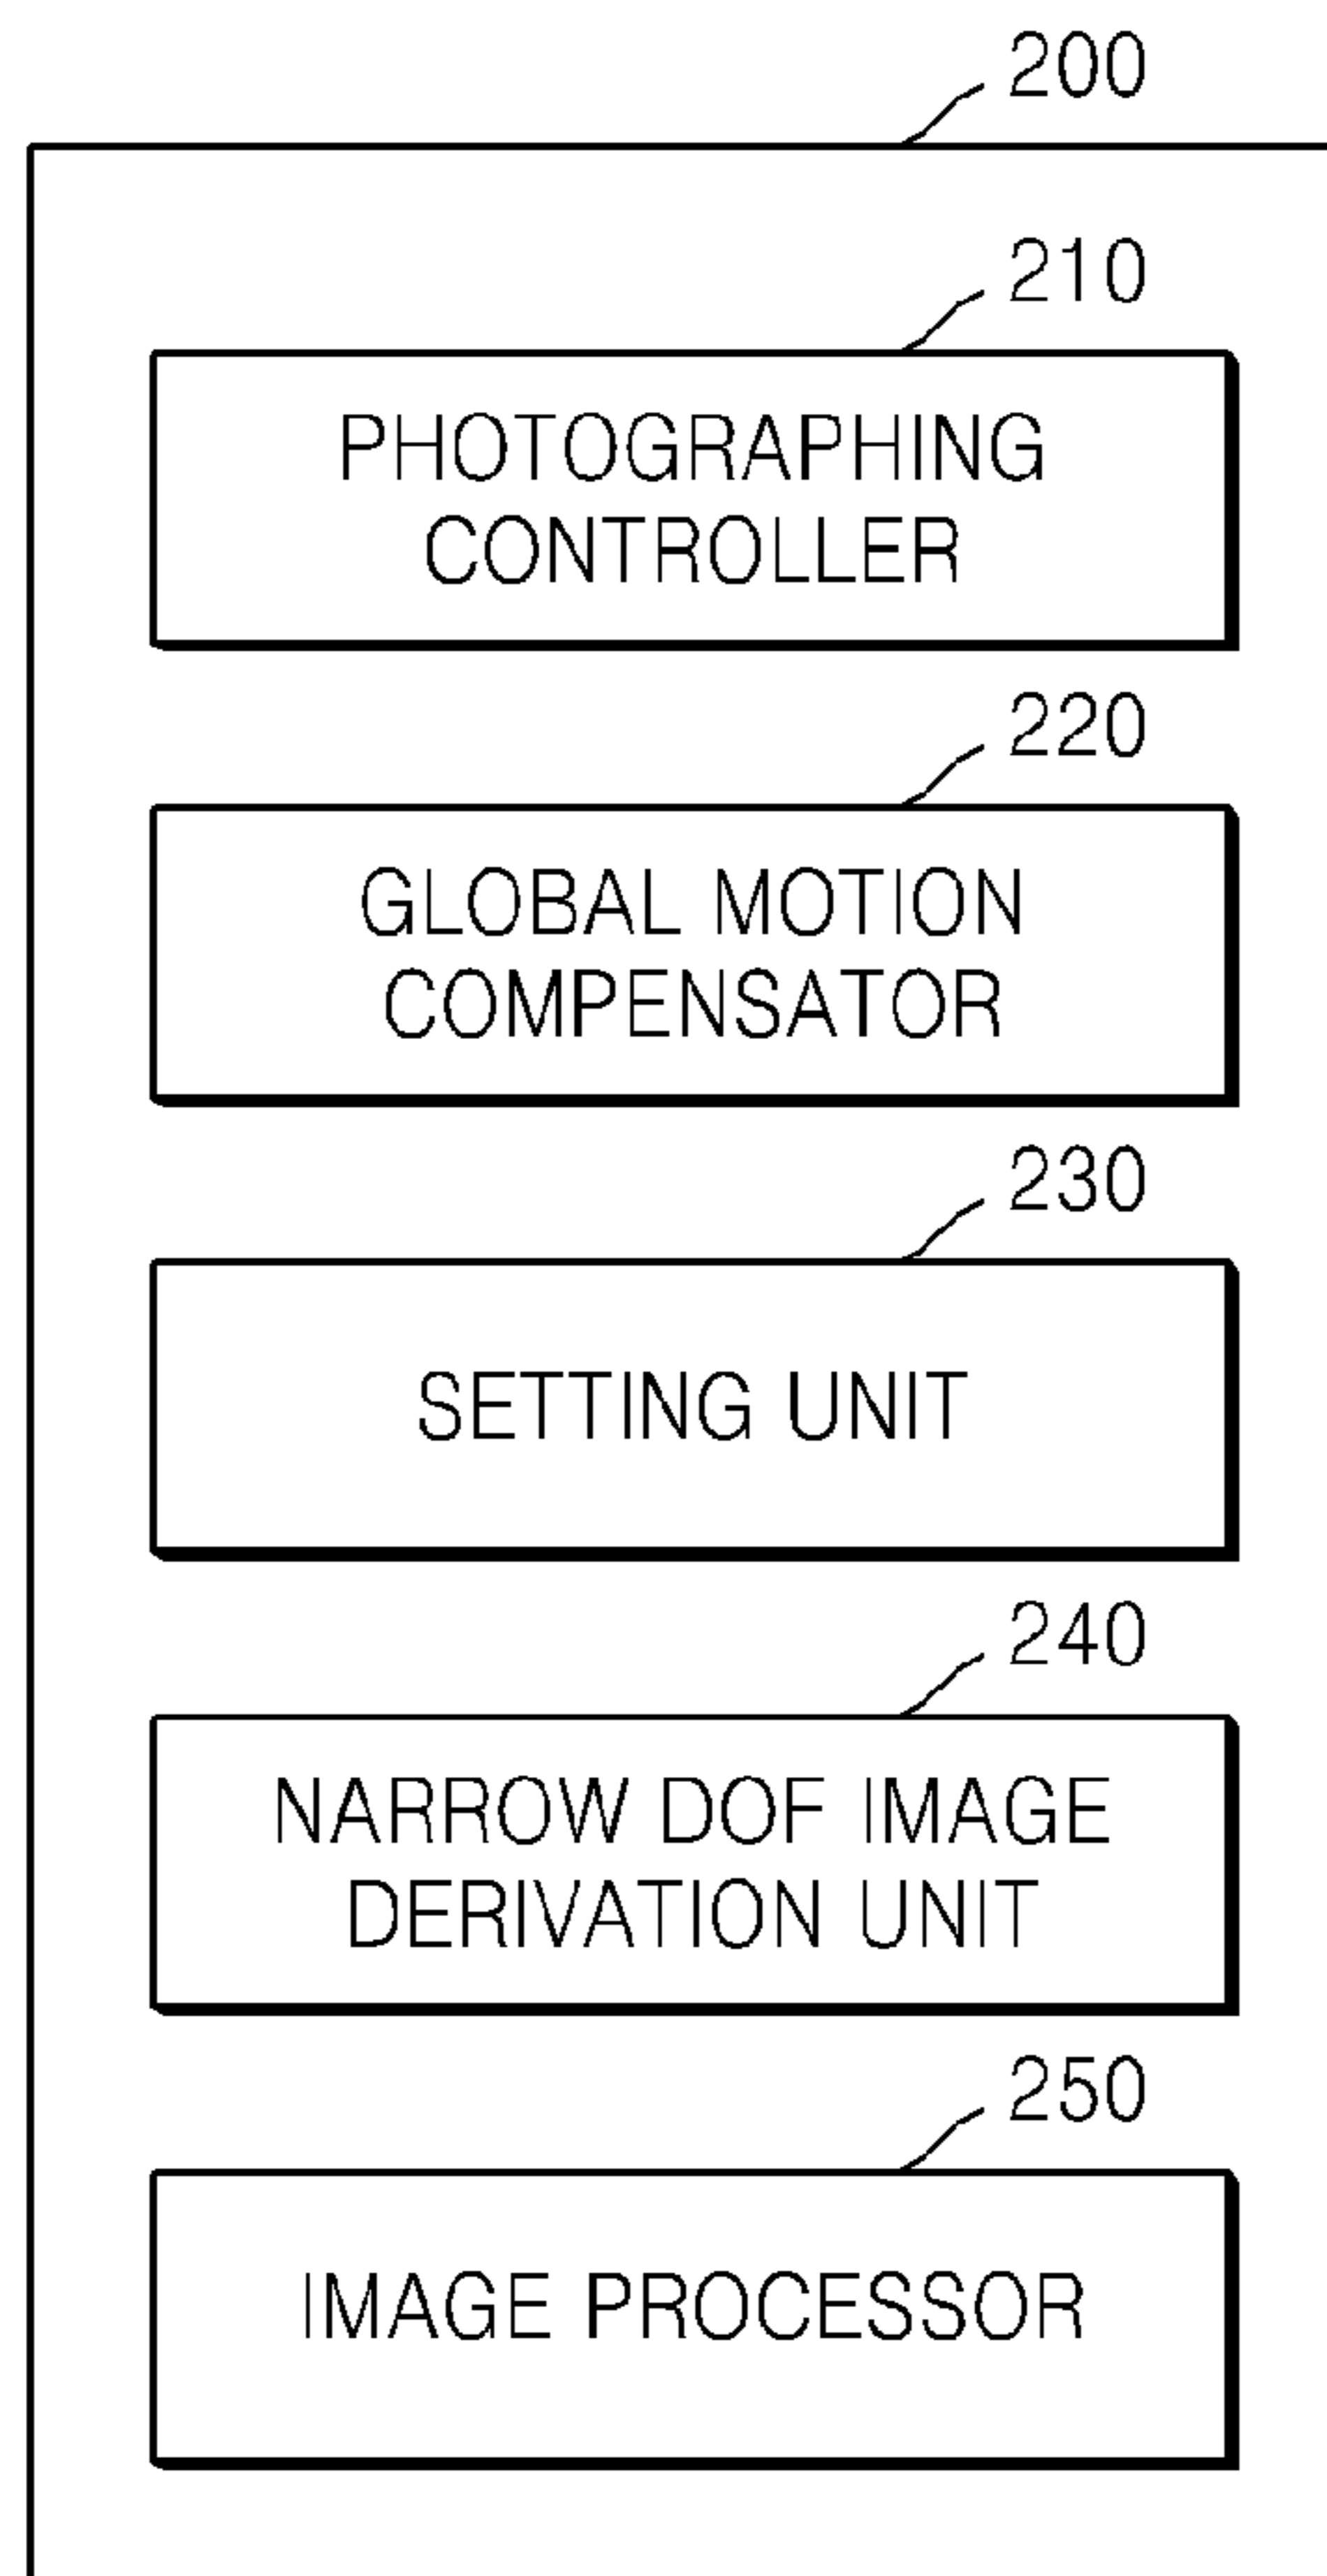 200
210
PHOTOGRAPHING
CONTROLLER
220
GLOBAL MOTION
COMPENSATOR
230
SETTING UNIT
240
NARROW DOF IMAGE
DERIVATION UNIT
250
IMAGE PROCESSOR